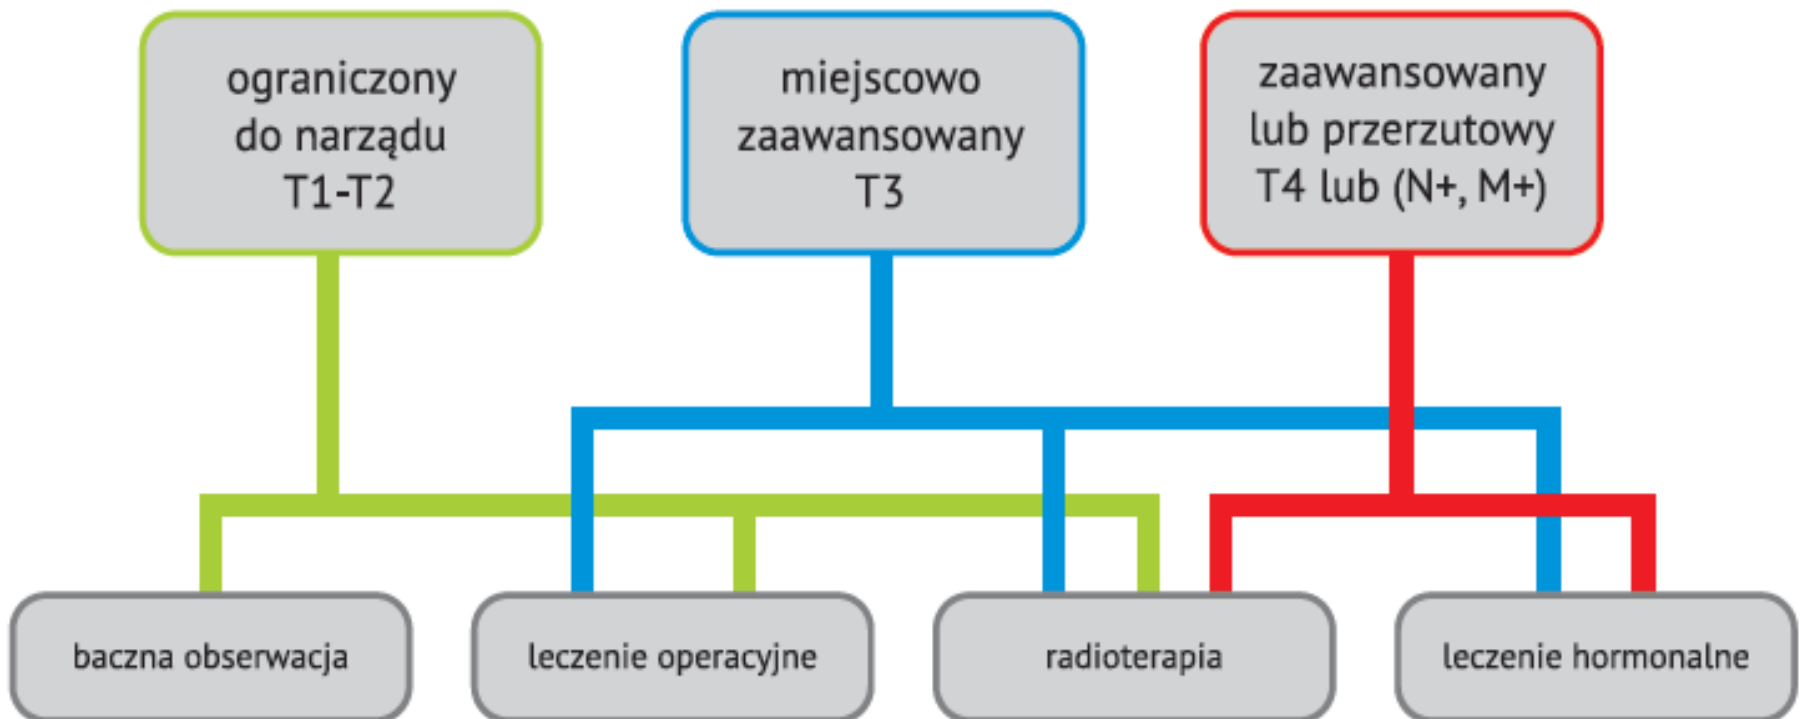 ograniczony
do narządu
T1-T2
miejscowo
zaawansowany
T3
zaawansowany
lub przerzutowy
T4 lub (N+, M+)
baczna obserwacja
leczenie operacyjne
radioterapia
leczenie hormonalne